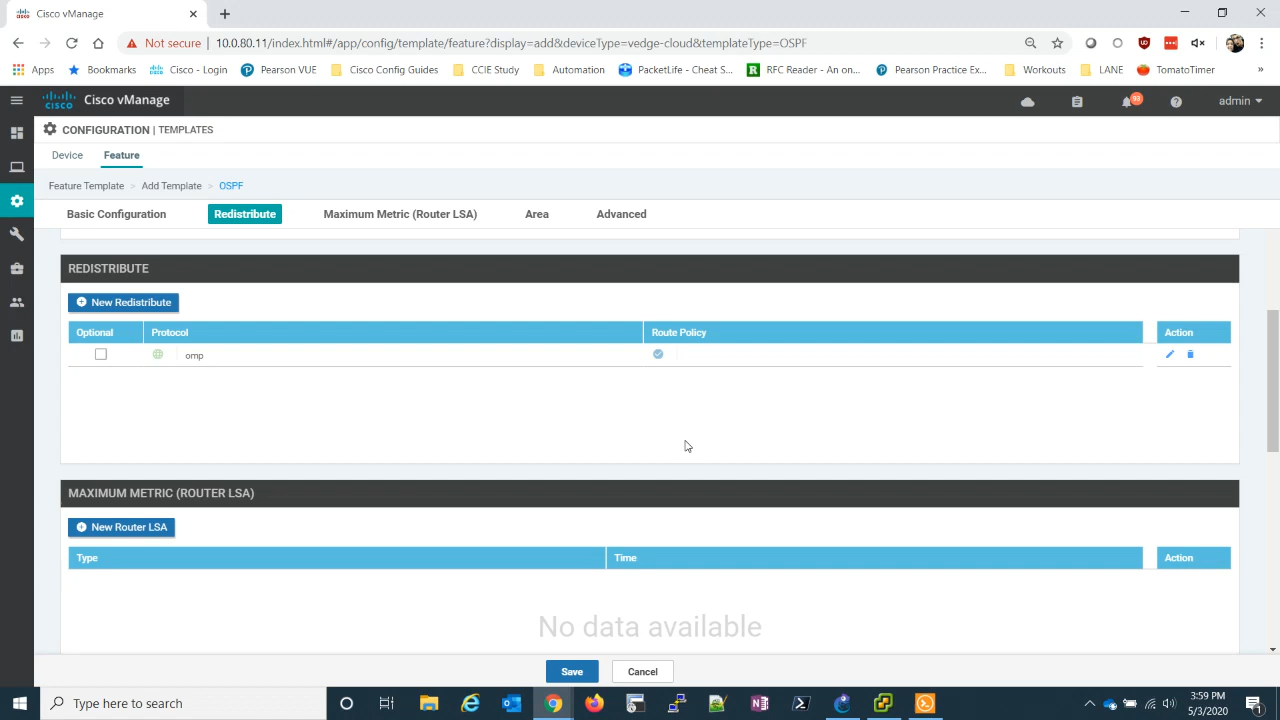 Cisco vManage
Not secure | 10.0.80.11/index.html#/app/config/template/feature?display=add&deviceType=vedge-cloud&templateType=OSPF
Apps Bookmarks Cisco - Login Pearson VUE Cisco Config Guides CCIE Study Automation PacketLife - Cheat S... RFC Reader - An on... Pearson Practice Ex... Workouts LANE TomatoTimer »
Cisco vManage 93 admin
CONFIGURATION | TEMPLATES
Device Feature
Feature Template > Add Template > OSPF
Basic Configuration Redistribute Maximum Metric (Router LSA) Area Advanced
REDISTRIBUTE
New Redistribute
Optional Protocol Route Policy Action
omp
MAXIMUM METRIC (ROUTER LSA)
New Router LSA
Type Time Action
No data available
Save Cancel
Type here to search
3:59 PM
5/3/2020